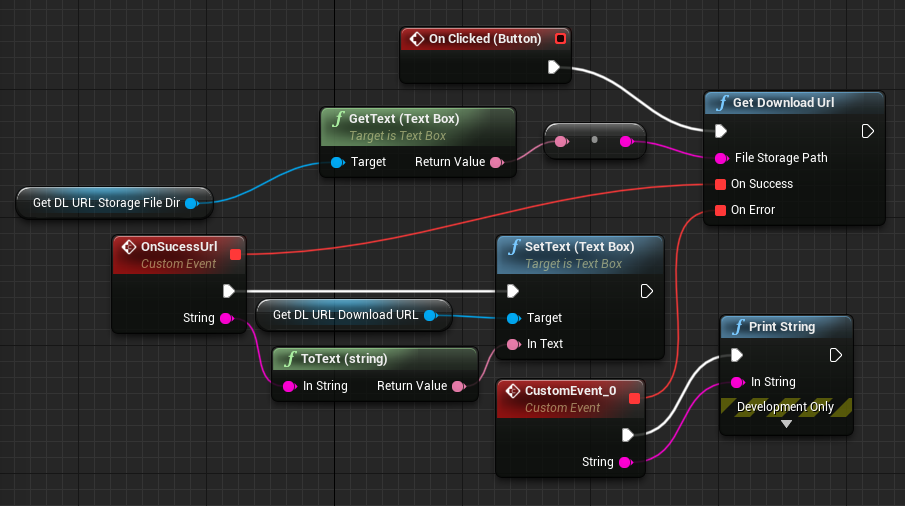 On Clicked (Button)
f Get Download Url
f GetText (Text Box)
Target is Text Box
Target Return Value
File Storage Path
On Success
On Error
Get DL URL Storage File Dir
OnSucessUrl
Custom Event
String
f SetText (Text Box)
Target is Text Box
Get DL URL Download URL
Target
In Text
f ToText (string)
In String Return Value
f Print String
In String
Development Only
CustomEvent_0
Custom Event
String